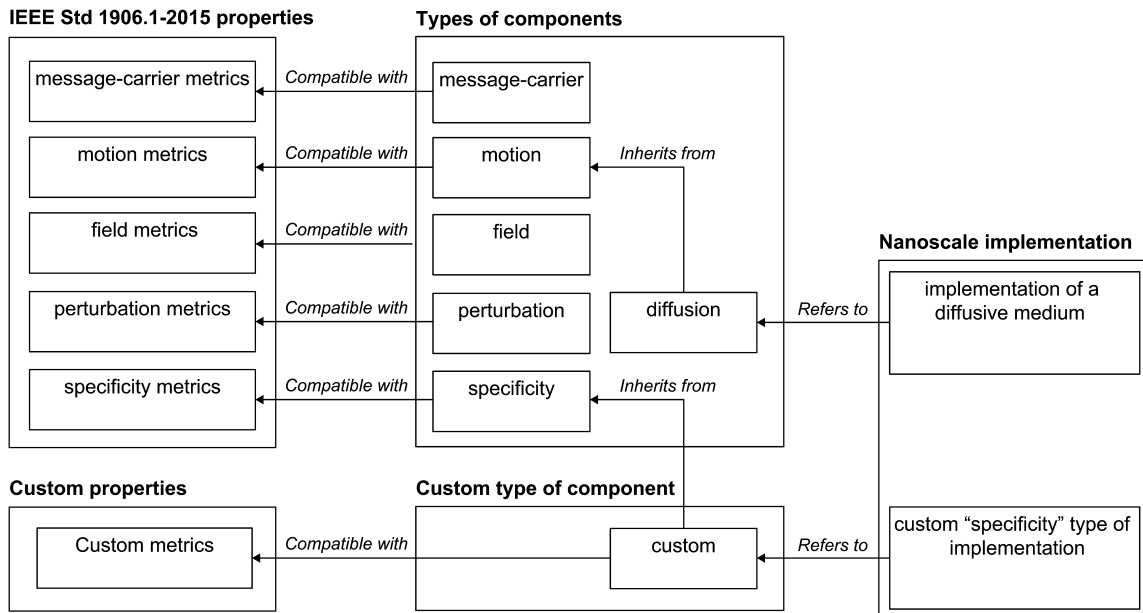 IEEE Std 1906.1-2015 properties
Types of components
message-carrier metrics
Compatible with
message-carrier
motion metrics
Compatible with
motion
Inherits from
field metrics
Compatible with
field
Nanoscale implementation
perturbation metrics
Compatible with
perturbation
diffusion
Refers to
implementation of a
diffusive medium
specificity metrics
Compatible with
specificity
Inherits from
Custom properties
Custom type of component
Custom metrics
Compatible with
custom
Refers to
custom “specificity” type of
implementation